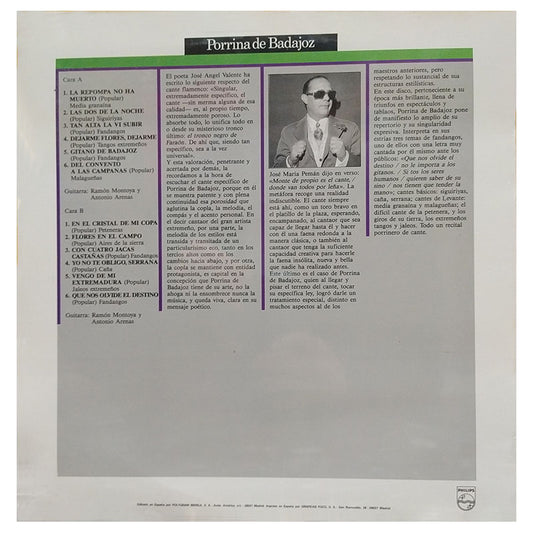 Porrina de Badajoz
Cara A
1. LA REPOMPA NO HA
MUERTO (Popular)
Media granaína
2. LAS DOS DE LA NOCHE
(Popular) Siguiriyas
3. TAN ALTA LA VI SUBIR
(Popular) Fandangos
4. DEJARME FLORES, DEJARME
(Popular) Tangos extremeños
5. GITANO DE BADAJOZ
(Popular) Fandangos
6. DEL CONVENTO
A LAS CAMPANAS (Popular)
Malagueñas
Guitarra: Ramón Montoya y
Antonio Arenas
Cara B
1. EN EL CRISTAL DE MI COPA
(Popular) Peteneras
2. FLORES EN EL CAMPO
(Popular) Aires de la sierra
3. CON CUATRO JACAS
CASTAÑAS (Popular) Fandangos
4. YO NO TE OBLIGO, SERRANA
(Popular) Caña
5. VENGO DE MI
EXTREMADURA (Popular)
Jaleos extremeños
6. QUE NOS OLVIDE EL DESTINO
(Popular) Fandangos
Guitarra: Ramón Montoya y
Antonio Arenas
El poeta José Angel Valente ha
escrito lo siguiente respecto del
cante flamenco: «Singular,
extremadamente específico, el
cante —sin merma alguna de esa
calidad— es, al propio tiempo,
extremadamente poroso. Lo
absorbe todo, lo unifica todo en
o desde su misterioso tronco
último: el tronco negro de
Faraón. De ahí que, siendo tan
específico, sea a la vez
universal».
Y esta valoración, penetrante y
acertada por demás, la
recordamos a la hora de
escuchar el cante específico de
Porrina de Badajoz, porque en él
se muestra patente y con plena
continuidad esa porosidad que
aglutina la copla, la melodía, el
compás y el acento personal. En
el decir cantaor del gran artista
extremeño, por una parte, la
melodía de los estilos está
transida y transitada de un
particularísimo eco, tanto en los
tercios altos como en los
cambios hacia abajo, y por otra,
la copla se mantiene con entidad
protagonista, es capital en la
concepción que Porrina de
Badajoz tiene de su arte, no la
ahoga ni la ensombrece nunca la
música, y queda viva, clara en su
mensaje poético.
José María Pemán dijo en verso:
«Monte de propio es el cante, /
donde van todos por leña». La
metáfora recoge una realidad
indiscutible. El cante siempre
está ahí, como un toro bravo en
el platillo de la plaza, esperando,
encampanado, al cantaor que sea
capaz de llegar hasta él y hacer
con él una faena redonda a la
manera clásica, o también al
cantaor que tenga la suficiente
capacidad creativa para hacerle
la faena insólita, nueva y bella
que nadie ha realizado antes.
Este último es el caso de Porrina
de Badajoz, quien al llegar y
pisar el terreno del cante, tocar
su específica ley, logró darle un
tratamiento especial, distinto en
muchos aspectos al de los
maestros anteriores, pero
respetando lo sustancial de sus
estructuras estilísticas.
En este disco, perteneciente a su
época más brillante, llena de
triunfos en espectáculos y
tablaos, Porrina de Badajoz pone
de manifiesto lo amplio de su
repertorio y su singularidad
expresiva. Interpreta en sus
estrías tres temas de fandangos,
uno de ellos con una letra muy
cantada por él mismo ante los
públicos: «Que nos olvide el
destino / no le importa a los
gitanos. / Si tos los seres
humanos / quieren saber de su
sino / nos tienen que tender la
mano»; cantes básicos: siguiriyas,
caña, serrana; cantes de Levante:
media granaína y malagueñas; el
difícil cante de la petenera, y los
giros de su tierra, los extremeños
tangos y jaleos. Todo un recital
porrinero de cante.
PHILIPS